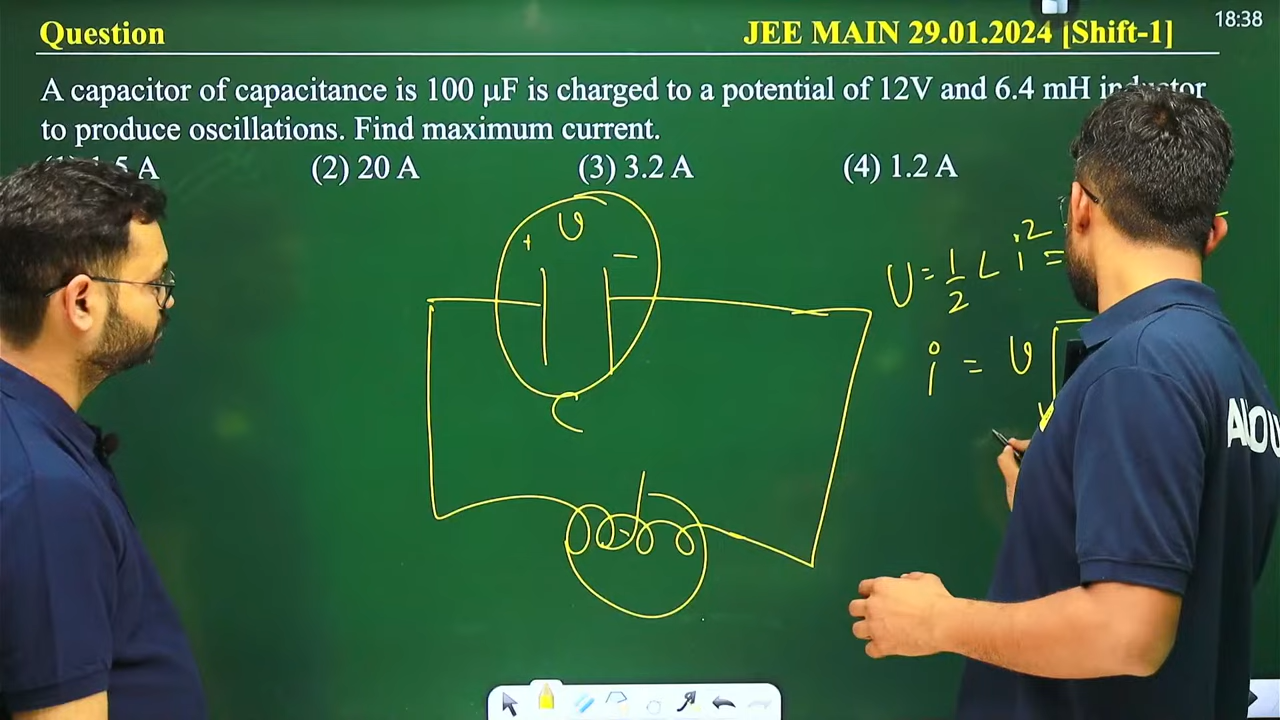 Question
JEE MAIN 29.01.2024 [Shift-1]
18:38
A capacitor of capacitance is 100 μF is charged to a potential of 12V and 6.4 mH
to produce oscillations. Find maximum current.
5 A
(2) 20 A
(3) 3.2 A
(4) 1.2 A
+ υ −
C
U = 1/2 L i² =
i = υ √